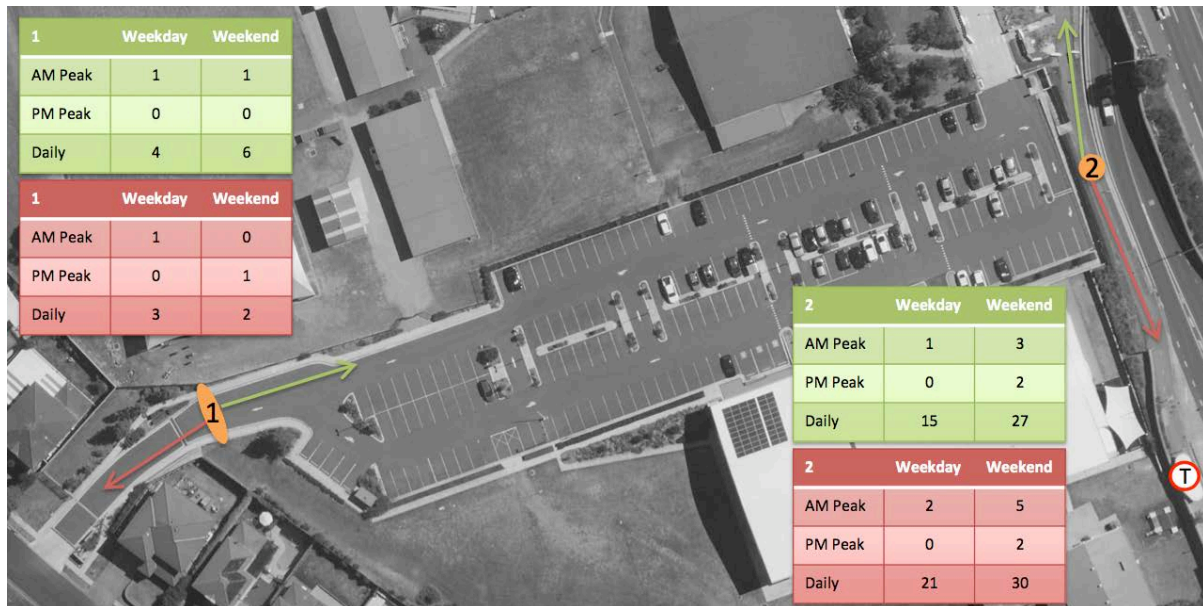 1 Weekday Weekend
AM Peak 1 1
PM Peak 0 0
Daily 4 6
1 Weekday Weekend
AM Peak 1 0
PM Peak 0 1
Daily 3 2
2
1
2 Weekday Weekend
AM Peak 1 3
PM Peak 0 2
Daily 15 27
2 Weekday Weekend
AM Peak 2 5
PM Peak 0 2
Daily 21 30
T